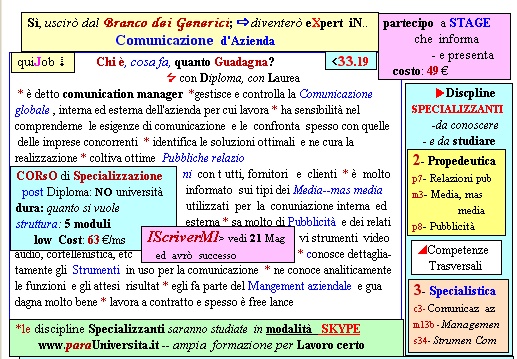 Sì, uscirò dal Branco dei Generici; ⇨diventerò eXpert iN..
Comunicazione d'Azienda
partecipo a STAGE
che informa
- e presenta
costo: 49 €
quiJob
Chi è, cosa fa, quanto Guadagna?
<33.19
con Diploma, con Laurea
* è detto comunication manager *gestisce e controlla la Comunicazione
globale , interna ed esterna dell'azienda per cui lavora * ha sensibilità nel
comprenderne le esigenze di comunicazione e le confronta spesso con quelle
delle imprese concorrenti * identifica le soluzioni ottimali e ne cura la
realizzazione * coltiva ottime Pubbliche relazio
ni con t utti, fornitori e clienti * è molto
informato sui tipi dei Media--mas media
utilizzati per la comuniazione interna ed
esterna * sa molto di Pubblicità e dei relati
vi strumenti video
audio, cortellenistica, etc * conosce dettaglia-
tamente gli Strumenti in uso per la comunicazione * ne conoce analiticamente
le funzioni e gli attesi risultat * egli fa parte del Mangement aziendale e gua
dagna molto bene * lavora a contratto e spesso è free lance
CORsO di Specializzazione
post Diploma: NO università
dura: quanto si vuole
struttura: 5 moduli
low Cost: 63 €/ms
IScriverMI> vedi 21 Mag
ed avrò successo
▶Discpline
SPECIALIZZANTI
-da conoscere
- e da studiare
2- Propedeutica
p7- Relazioni pub
m3- Media, mas
media
p8- Pubblicità
Competenze
Trasversali
3- Specialistica
c3- Comunicaz az
m13b - Managemen
s34- Strumen Com
*le discipline Specializzanti saranno studiate in modalità SKYPE
www.paraUniversita.it -- ampia formazione per Lavoro certo